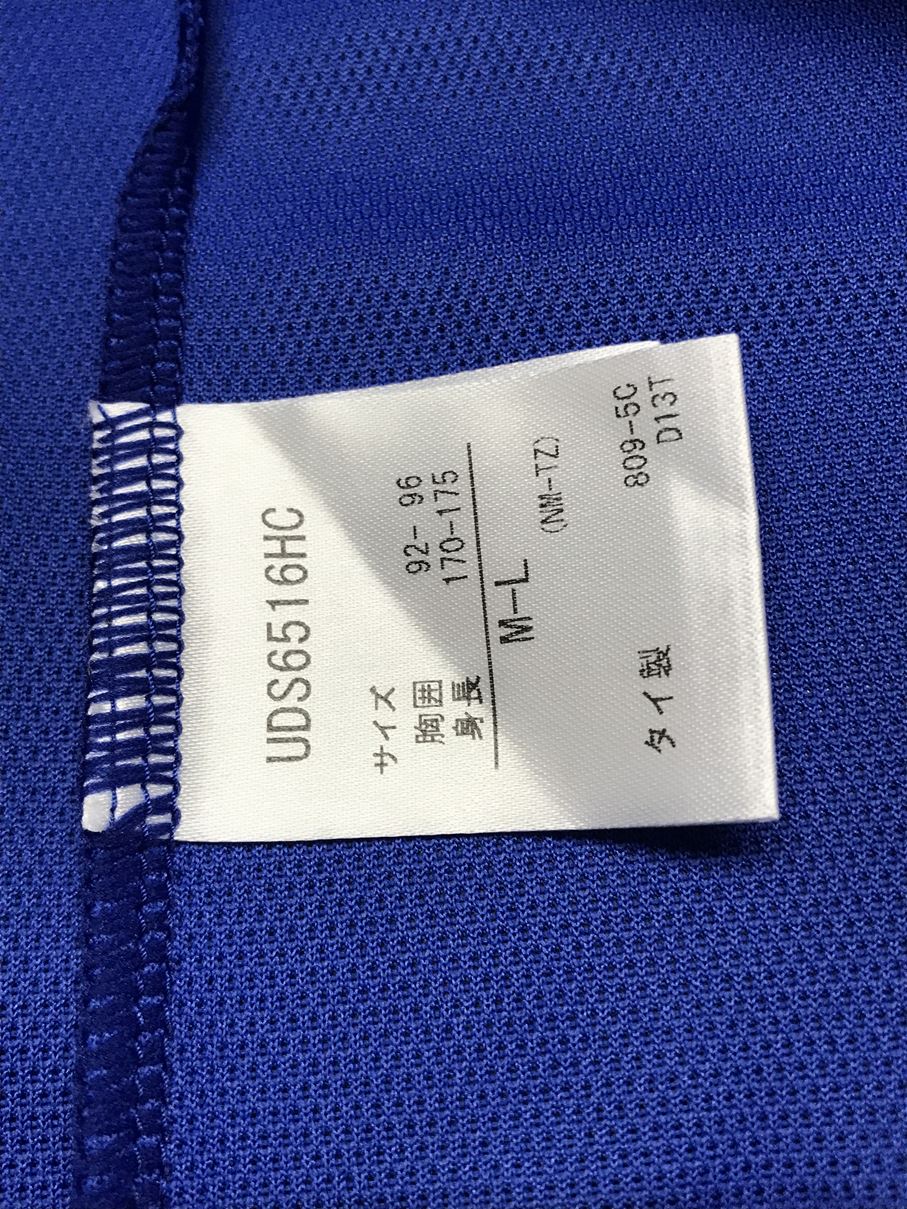 UDS6516HC
サイズ
胸囲 92- 96
身長 170-175
M-L
(NM-TZ)
809-5C
タイ製 D13T